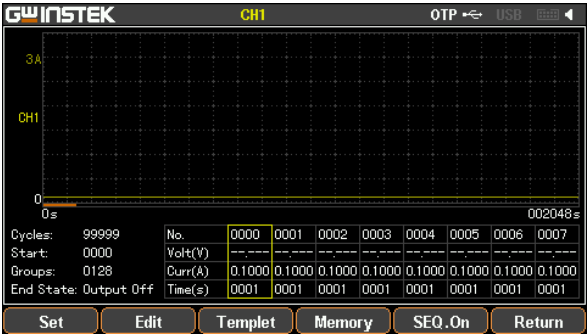 GWINSTEK CH1 OTP USB
3A
CH1
0
0s 002048s
Cycles: 99999 No. 0000 0001 0002 0003 0004 0005 0006 0007
Start: 0000 Volt(V) --.--- --.--- --.--- --.--- --.--- --.--- --.--- --.---
Groups: 0128 Curr(A) 0.1000 0.1000 0.1000 0.1000 0.1000 0.1000 0.1000 0.1000
End State: Output Off Time(s) 0001 0001 0001 0001 0001 0001 0001 0001
Set Edit Templet Memory SEQ.On Return